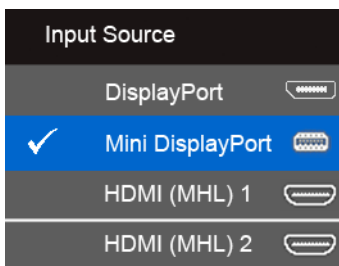 Input Source
DisplayPort
Mini DisplayPort
HDMI (MHL) 1
HDMI (MHL) 2